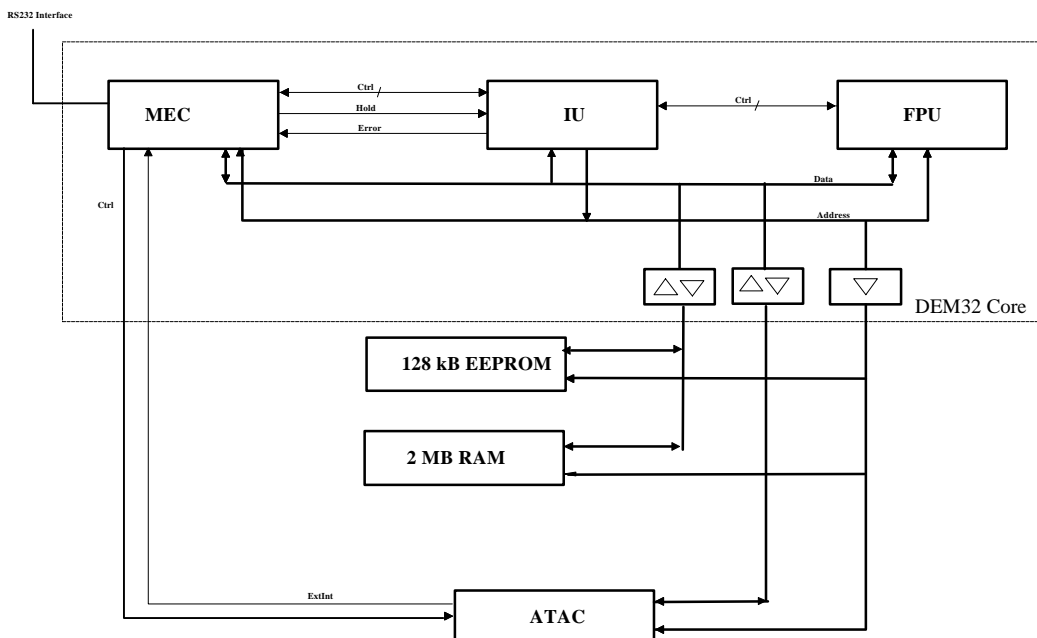 RS232 Interface
MEC
Ctrl
Hold
Error
IU
Ctrl
FPU
Data
Ctrl
Address
DEM32 Core
128 kB EEPROM
2 MB RAM
ExtInt
ATAC